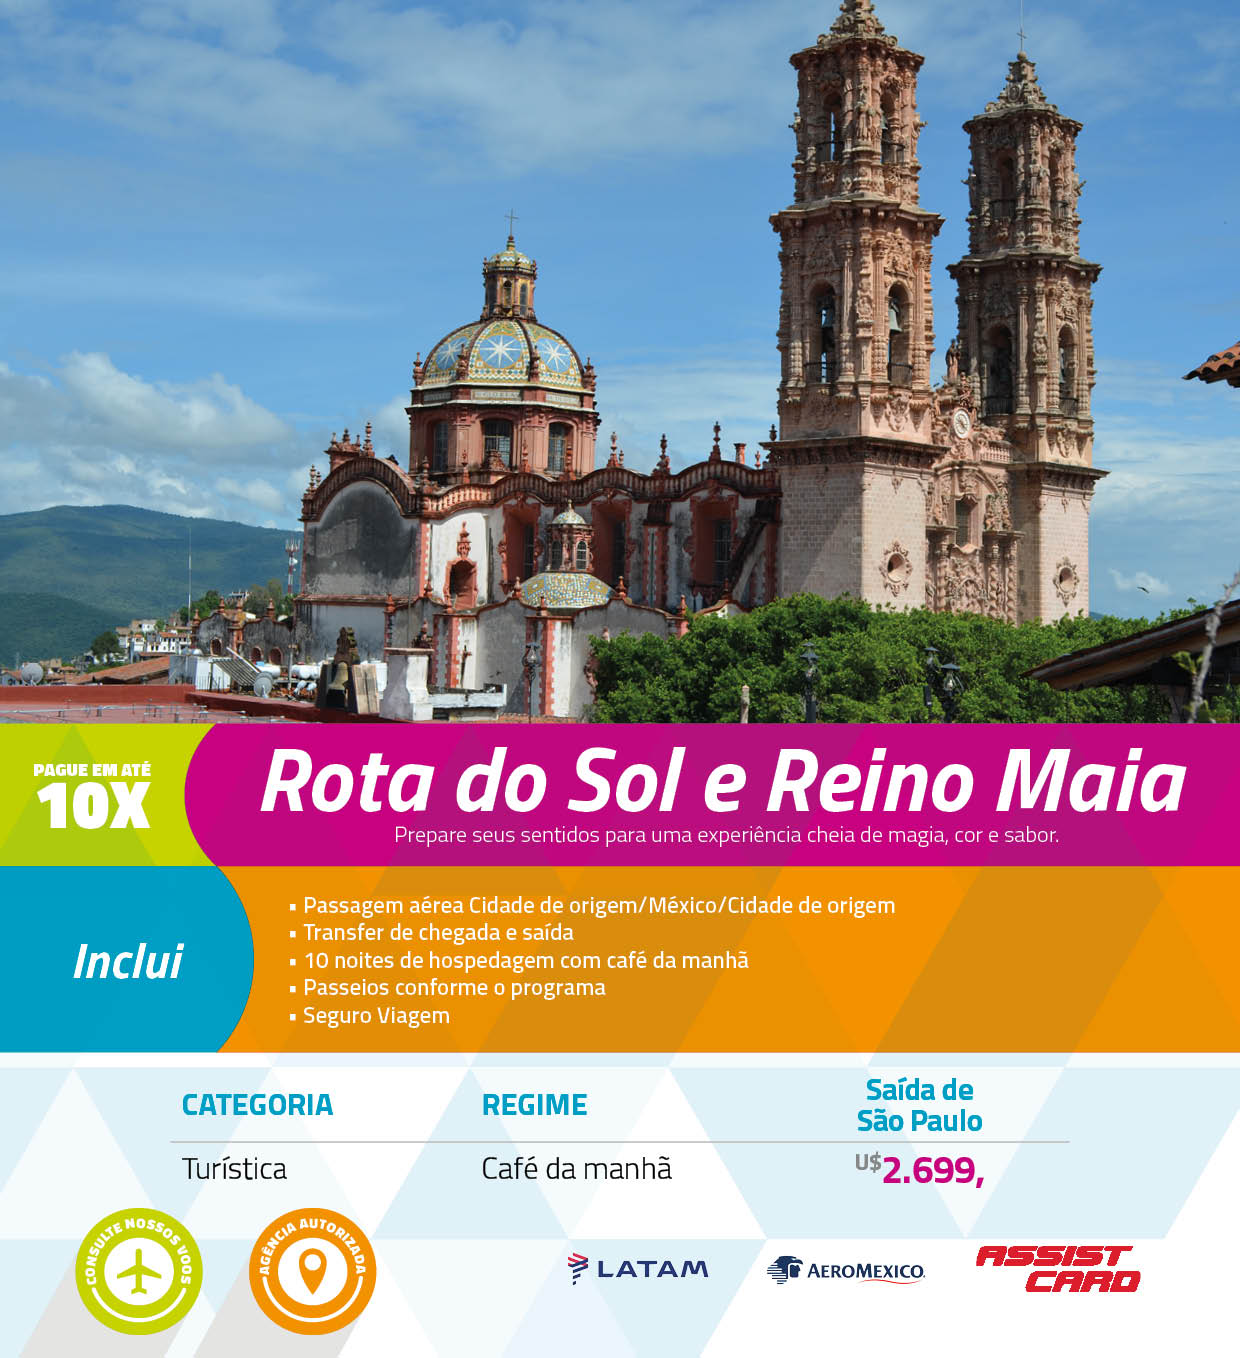 PAGUE EM ATÉ
10X
Rota do Sol e Reino Maia
Prepare seus sentidos para uma experiência cheia de magia, cor e sabor.
Inclui
• Passagem aérea Cidade de origem/México/Cidade de origem
• Transfer de chegada e saída
• 10 noites de hospedagem com café da manhã
• Passeios conforme o programa
• Seguro Viagem
CATEGORIA
REGIME
Saída de
São Paulo
Turística
Café da manhã
U$2.699,
CONSULTE NOSSOS VOOS
AGÊNCIA AUTORIZADA
LATAM
AEROMEXICO.
ASSIST
CARD